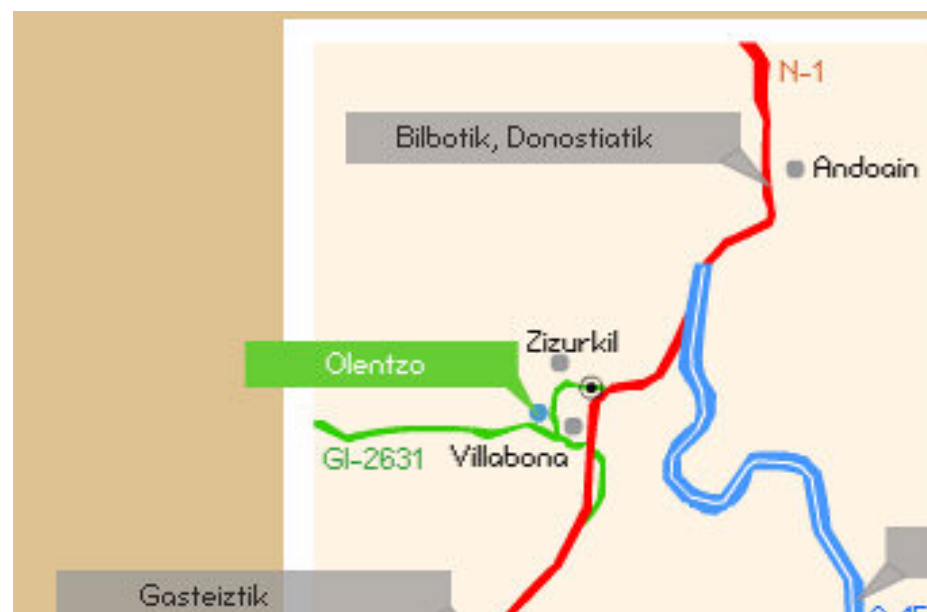 N-1
Bilbotik, Donostiatik
Andoain
Zizurkil
Olentzo
GI-2631
Villabona
Gasteiztik